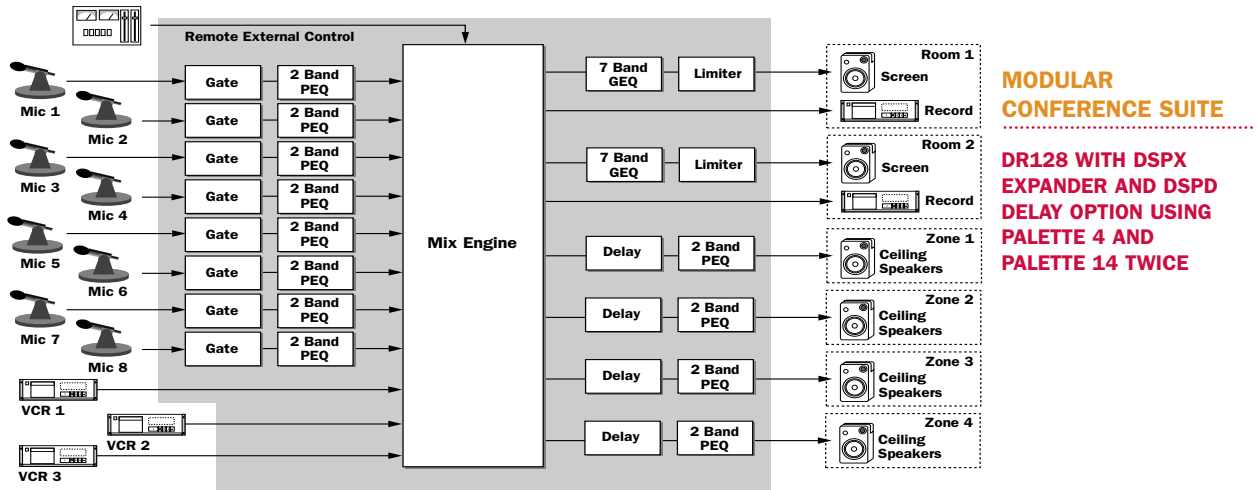 Remote External Control
Mic 1
Gate
2 Band
PEQ
Mic 2
Gate
2 Band
PEQ
Mic 3
Gate
2 Band
PEQ
Mic 4
Gate
2 Band
PEQ
Mic 5
Gate
2 Band
PEQ
Mic 6
Gate
2 Band
PEQ
Mic 7
Gate
2 Band
PEQ
Mic 8
Gate
2 Band
PEQ
VCR 1
VCR 2
VCR 3
Mix Engine
7 Band
GEQ
Limiter
Room 1
Screen
Record
7 Band
GEQ
Limiter
Room 2
Screen
Record
Delay
2 Band
PEQ
Zone 1
Ceiling
Speakers
Delay
2 Band
PEQ
Zone 2
Ceiling
Speakers
Delay
2 Band
PEQ
Zone 3
Ceiling
Speakers
Delay
2 Band
PEQ
Zone 4
Ceiling
Speakers
MODULAR
CONFERENCE SUITE
DR128 WITH DSPX
EXPANDER AND DSPD
DELAY OPTION USING
PALETTE 4 AND
PALETTE 14 TWICE